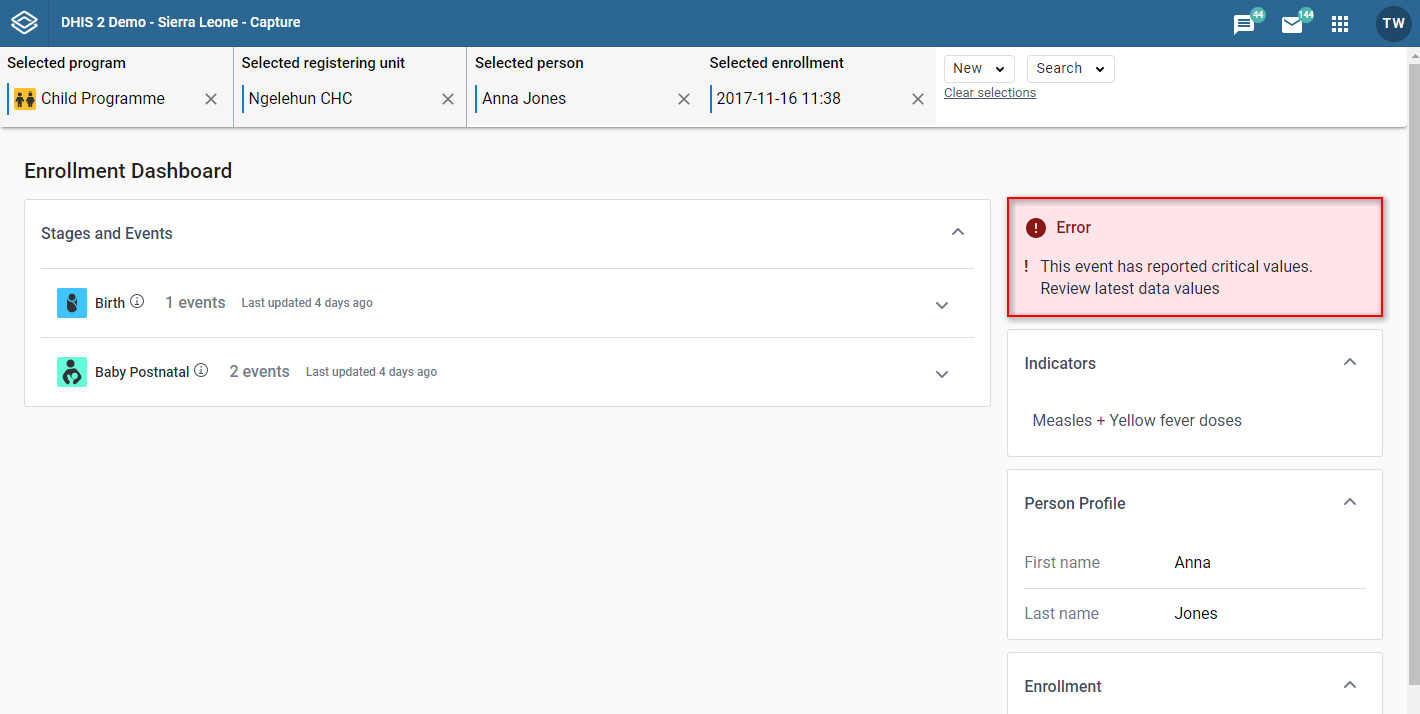 DHIS 2 Demo - Sierra Leone - Capture
44
144
TW
Selected program
Child Programme
Selected registering unit
Ngelehun CHC
Selected person
Anna Jones
Selected enrollment
2017-11-16 11:38
New
Search
Clear selections
Enrollment Dashboard
Stages and Events
Birth 1 events Last updated 4 days ago
Baby Postnatal 2 events Last updated 4 days ago
! Error
! This event has reported critical values.
Review latest data values
Indicators
Measles + Yellow fever doses
Person Profile
First name Anna
Last name Jones
Enrollment